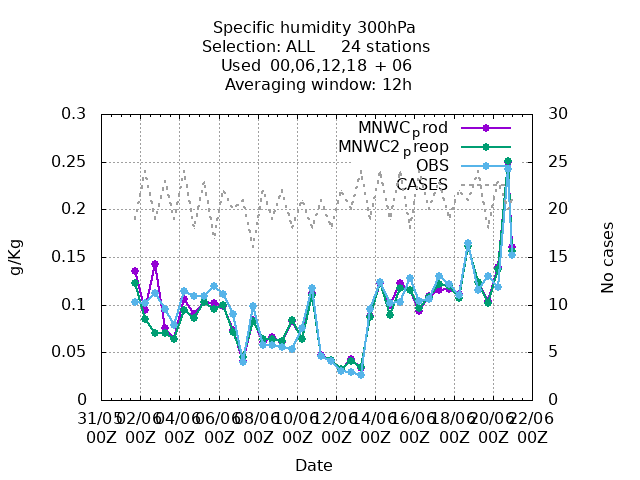 Specific humidity 300hPa
Selection: ALL 24 stations
Used 00,06,12,18 + 06
Averaging window: 12h
0.3 30
MNWC_prod
MNWC2_preop
0.25 OBS 25
CASES
0.2 20
0.15 15
0.1 10
0.05 5
0 0
g/Kg
No cases
31/05 02/06 04/06 06/06 08/06 10/06 12/06 14/06 16/06 18/06 20/06 22/06
00Z 00Z 00Z 00Z 00Z 00Z 00Z 00Z 00Z 00Z 00Z 00Z
Date